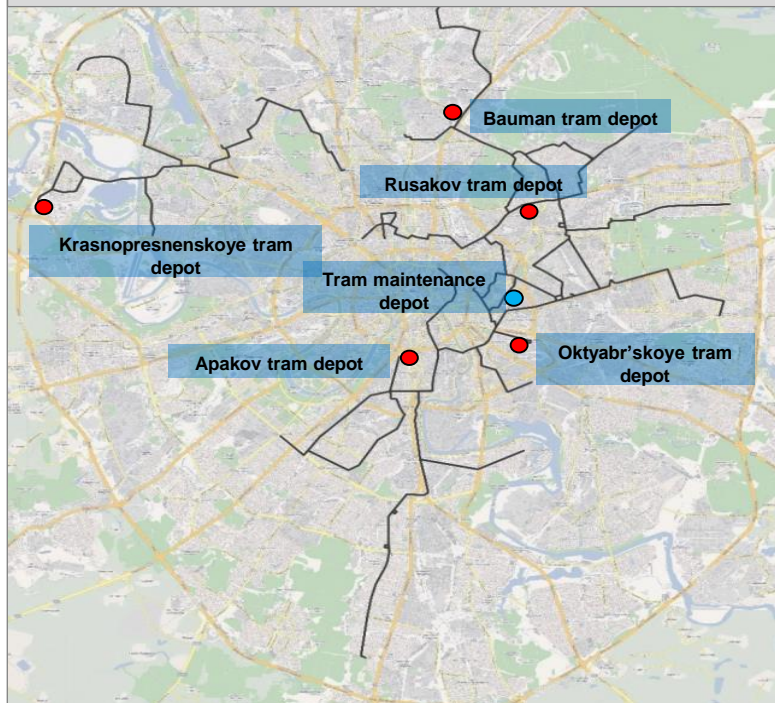 Bauman tram depot
Rusakov tram depot
Krasnopresnenskoye tram
depot
Tram maintenance
depot
Apakov tram depot
Oktyabr'skoye tram
depot